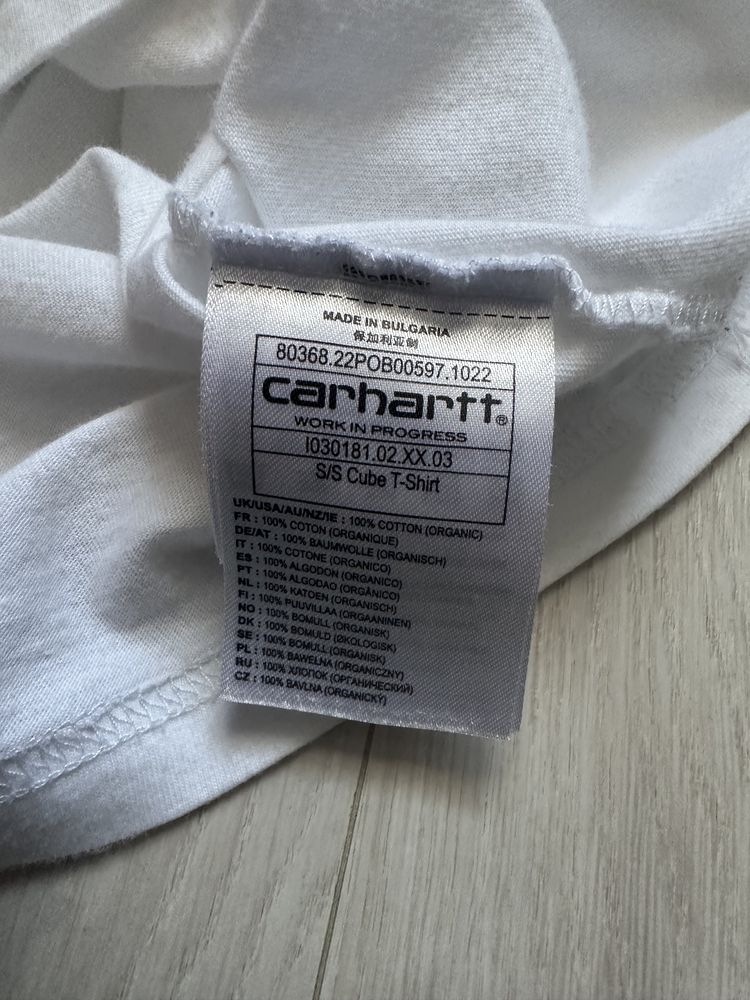 MADE IN BULGARIA
保加利亚制
80368.22POB00597.1022
carhartt®
WORK IN PROGRESS
I030181.02.XX.03
S/S Cube T-Shirt
UK/USA/AU/NZ/IE : 100% COTTON (ORGANIC)
FR : 100% COTON (ORGANIQUE)
DE/AT : 100% BAUMWOLLE (ORGANISCH)
IT : 100% COTONE (ORGANICO)
ES : 100% ALGODON (ORGANICO)
PT : 100% ALGODAO (ORGÂNICO)
NL : 100% KATOEN (ORGANISCH)
FI : 100% PUUVILLAA (ORGAANINEN)
NO : 100% BOMULL (ORGANISK)
DK : 100% BOMULD (ØKOLOGISK)
SE : 100% BOMULL (ORGANISK)
PL : 100% BAWELNA (ORGANICZNY)
RU : 100% ХЛОПОК (ОРГАНИЧЕСКИЙ)
CZ : 100% BAVLNA (ORGANICKÝ)